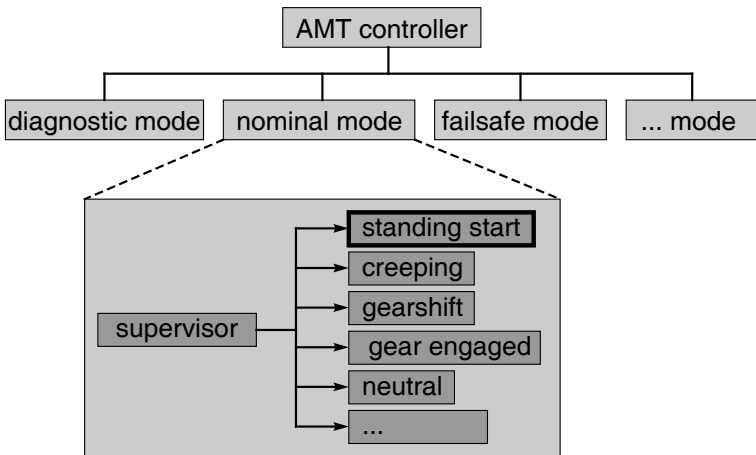 AMT controller
diagnostic mode
nominal mode
failsafe mode
... mode
standing start
creeping
gearshift
supervisor
gear engaged
neutral
...